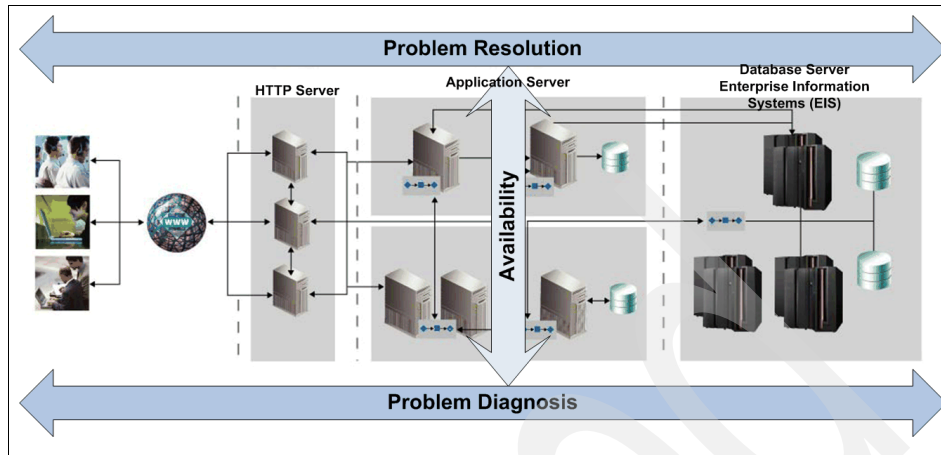 Problem Resolution
HTTP Server
Application Server
Database Server
Enterprise Information
Systems (EIS)
WWW
Availability
Problem Diagnosis